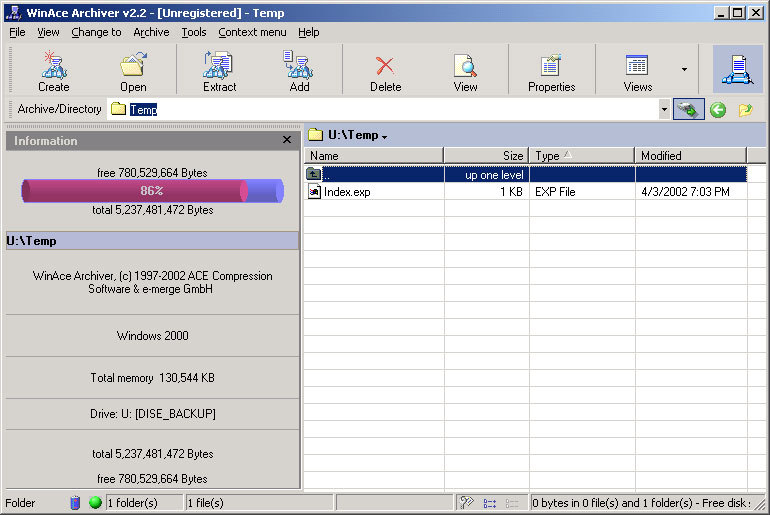 WinAce Archiver v2.2 - [Unregistered] - Temp
File View Change to Archive Tools Context menu Help
Create Open Extract Add Delete View Properties Views
Archive/Directory Temp
Information
free 780,529,664 Bytes
86%
total 5,237,481,472 Bytes
U:\Temp
WinAce Archiver, (c) 1997-2002 ACE Compression
Software & e-merge GmbH
Windows 2000
Total memory 130,544 KB
Drive: U: [DISE_BACKUP]
total 5,237,481,472 Bytes
free 780,529,664 Bytes
U:\Temp
Name Size Type Modified
.. up one level
Index.exp 1 KB EXP File 4/3/2002 7:03 PM
Folder 1 folder(s) 1 file(s) 0 bytes in 0 file(s) and 1 folder(s) - Free disk